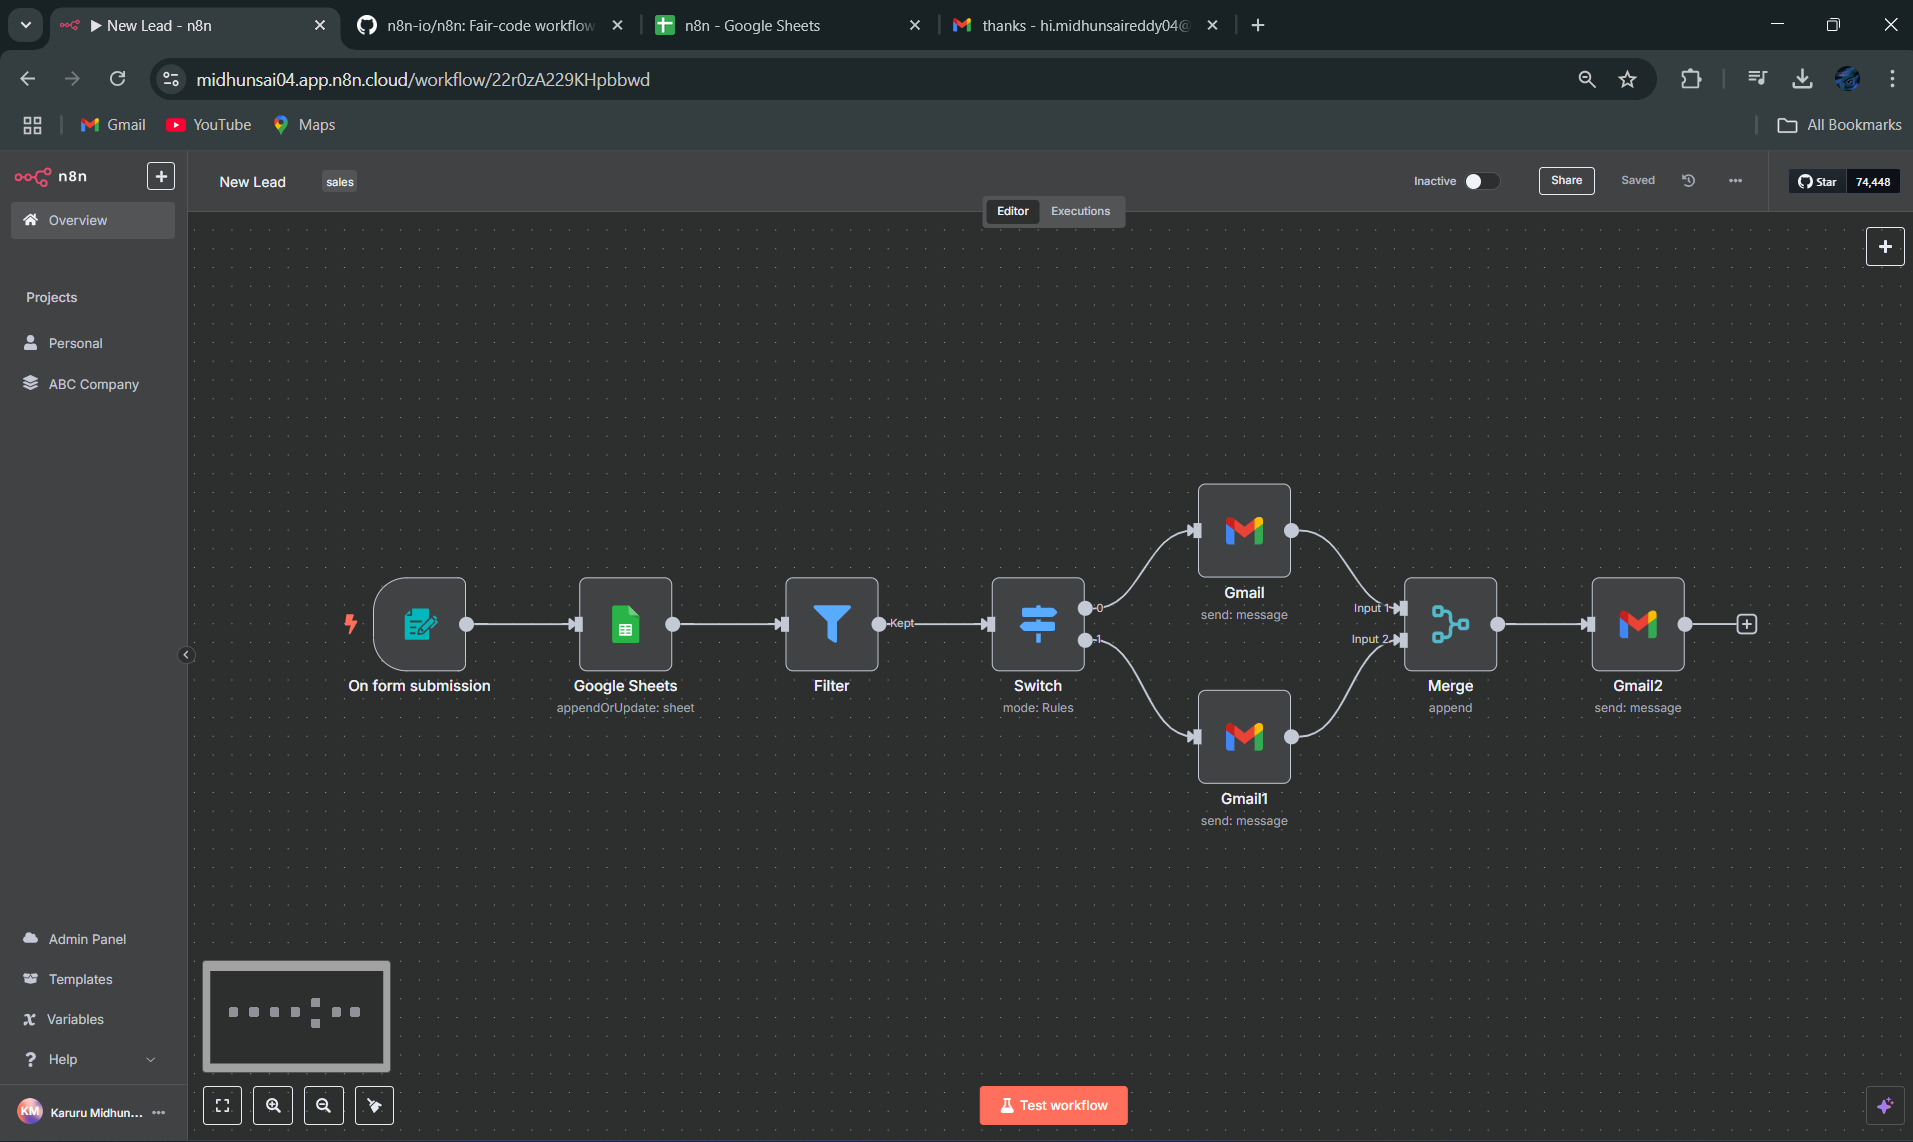 New Lead - n8n
n8n-io/n8n: Fair-code workflow
n8n - Google Sheets
thanks - hi.midhunsaireddy04@
midhunsai04.app.n8n.cloud/workflow/22r0zA229KHpbbwd
Gmail
YouTube
Maps
All Bookmarks
n8n
New Lead
sales
Inactive
Share
Saved
Star
74,448
Editor
Executions
Overview
Projects
Personal
ABC Company
On form submission
Google Sheets
appendOrUpdate: sheet
Filter
Kept
Switch
mode: Rules
0
1
Gmail
send: message
Gmail1
send: message
Input 1
Input 2
Merge
append
Gmail2
send: message
Admin Panel
Templates
Variables
Help
KM
Karuru Midhun...
Test workflow